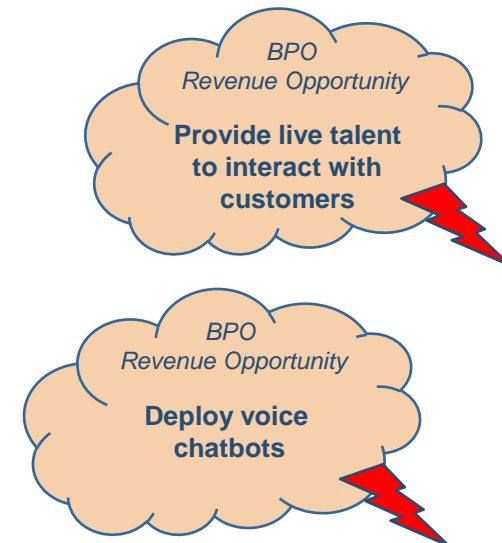 BPO
Revenue Opportunity
Provide live talent
to interact with
customers
BPO
Revenue Opportunity
Deploy voice
chatbots